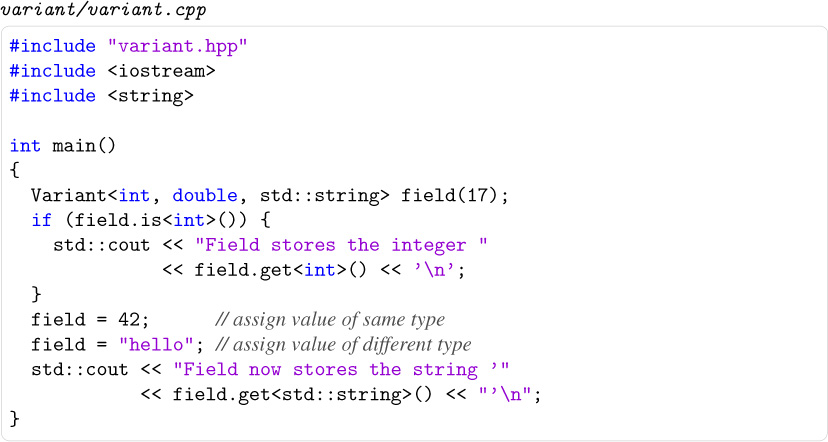 variant/variant.cpp
#include "variant.hpp"
#include <iostream>
#include <string>

int main()
{
  Variant<int, double, std::string> field(17);
  if (field.is<int>()) {
    std::cout << "Field stores the integer "
              << field.get<int>() << ’\n’;
  }
  field = 42;      // assign value of same type
  field = "hello"; // assign value of different type
  std::cout << "Field now stores the string ’"
            << field.get<std::string>() << "’\n";
}